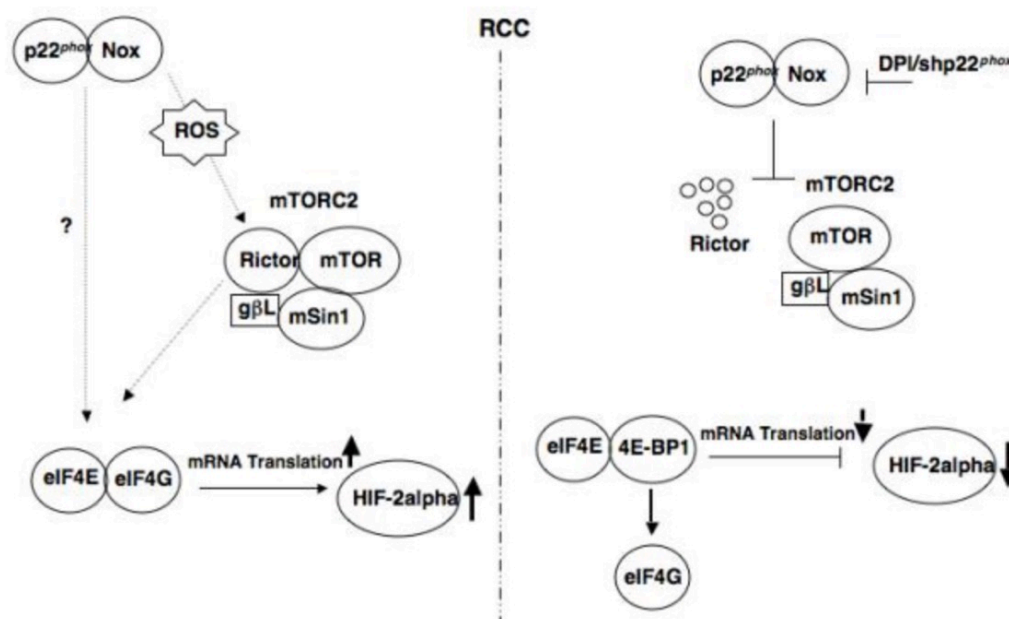 RCC
p22phox Nox
ROS
?
mTORC2
Rictor mTOR
gβL mSin1
eIF4E eIF4G
mRNA Translation
HIF-2alpha
p22phox Nox
DPI/shp22phox
Rictor
mTORC2
mTOR
gβL mSin1
eIF4E 4E-BP1
mRNA Translation
HIF-2alpha
eIF4G